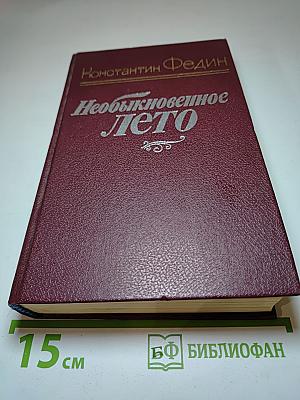 Константин Федин
Необыкновенное
лето
15 см
БФ БИБЛИОФАН